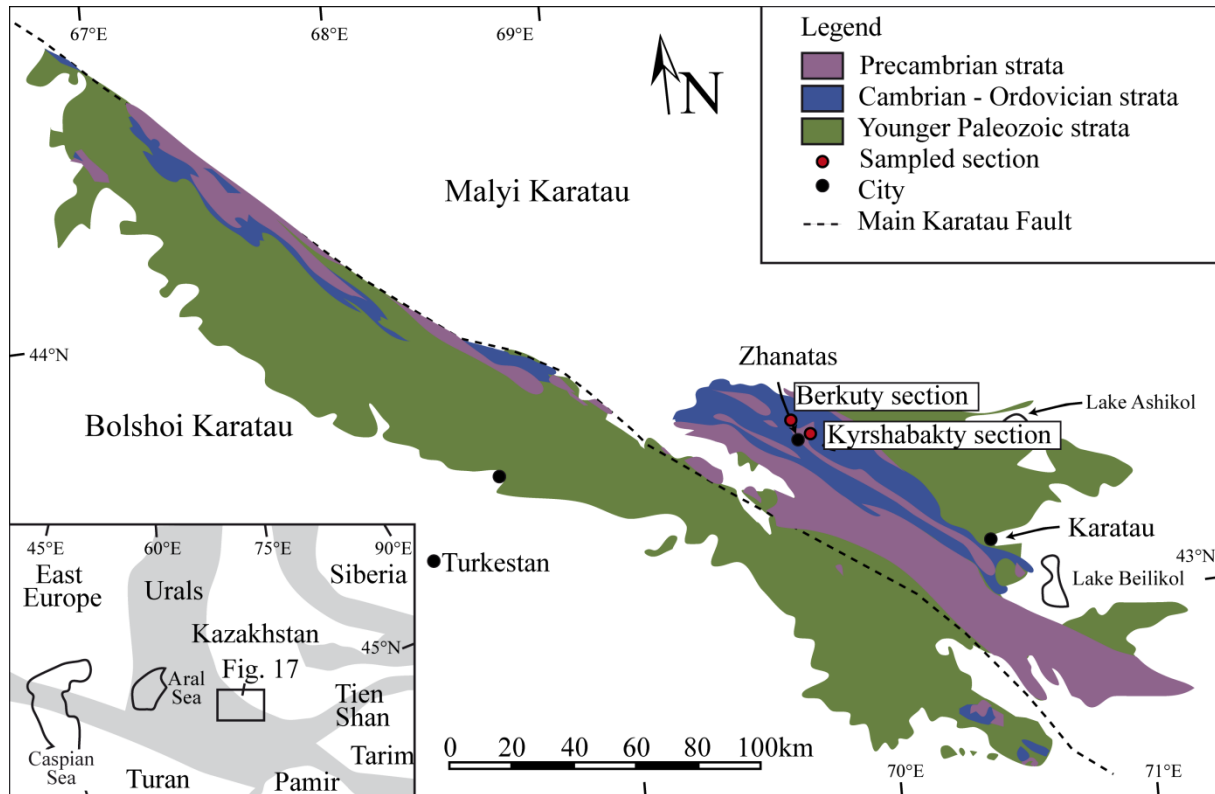 67°E
68°E
69°E
N
Legend
Precambrian strata
Cambrian - Ordovician strata
Younger Paleozoic strata
Sampled section
City
Main Karatau Fault
Malyi Karatau
44°N
Bolshoi Karatau
Zhanatas
Berkuty section
Kyrshabakty section
Lake Ashikol
Karatau
43°N
Lake Beilikol
Turkestan
45°E
60°E
75°E
90°E
East
Europe
Urals
Siberia
Kazakhstan
45°N
Fig. 17
Aral
Sea
Tien
Shan
Caspian
Sea
Turan
Pamir
Tarim
0
20
40
60
80
100km
70°E
71°E